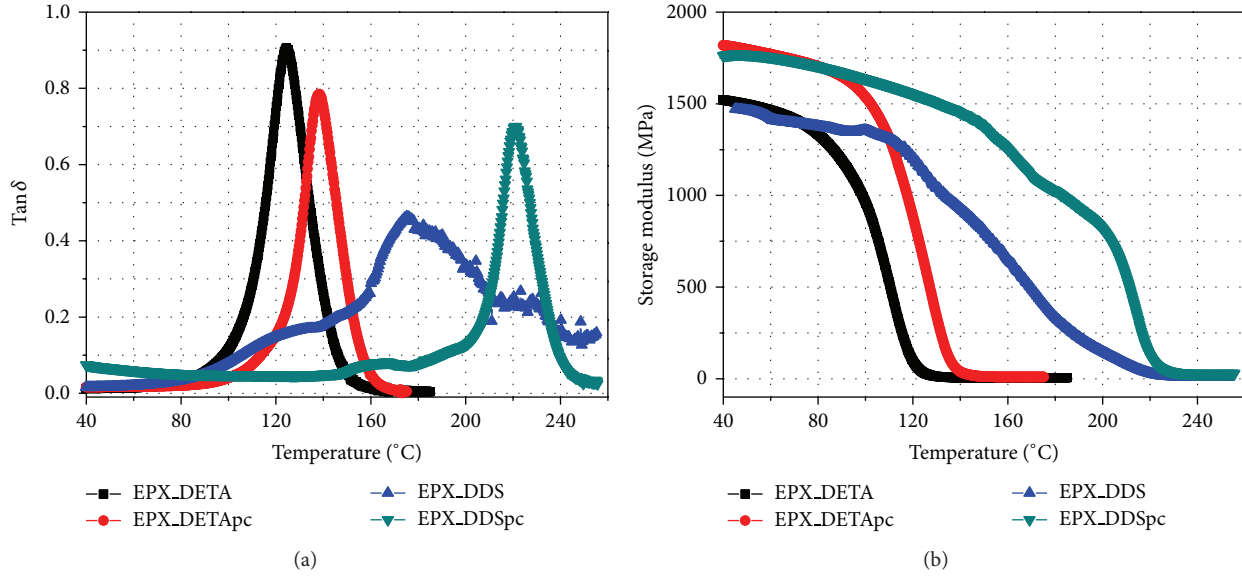 1.0
0.8
0.6
0.4
0.2
0.0
Tan δ
40 80 120 160 200 240
Temperature (°C)
EPX_DETA
EPX_DETApc
EPX_DDS
EPX_DDSpc
(a)
2000
1500
1000
500
0
Storage modulus (MPa)
40 80 120 160 200 240
Temperature (°C)
EPX_DETA
EPX_DETApc
EPX_DDS
EPX_DDSpc
(b)